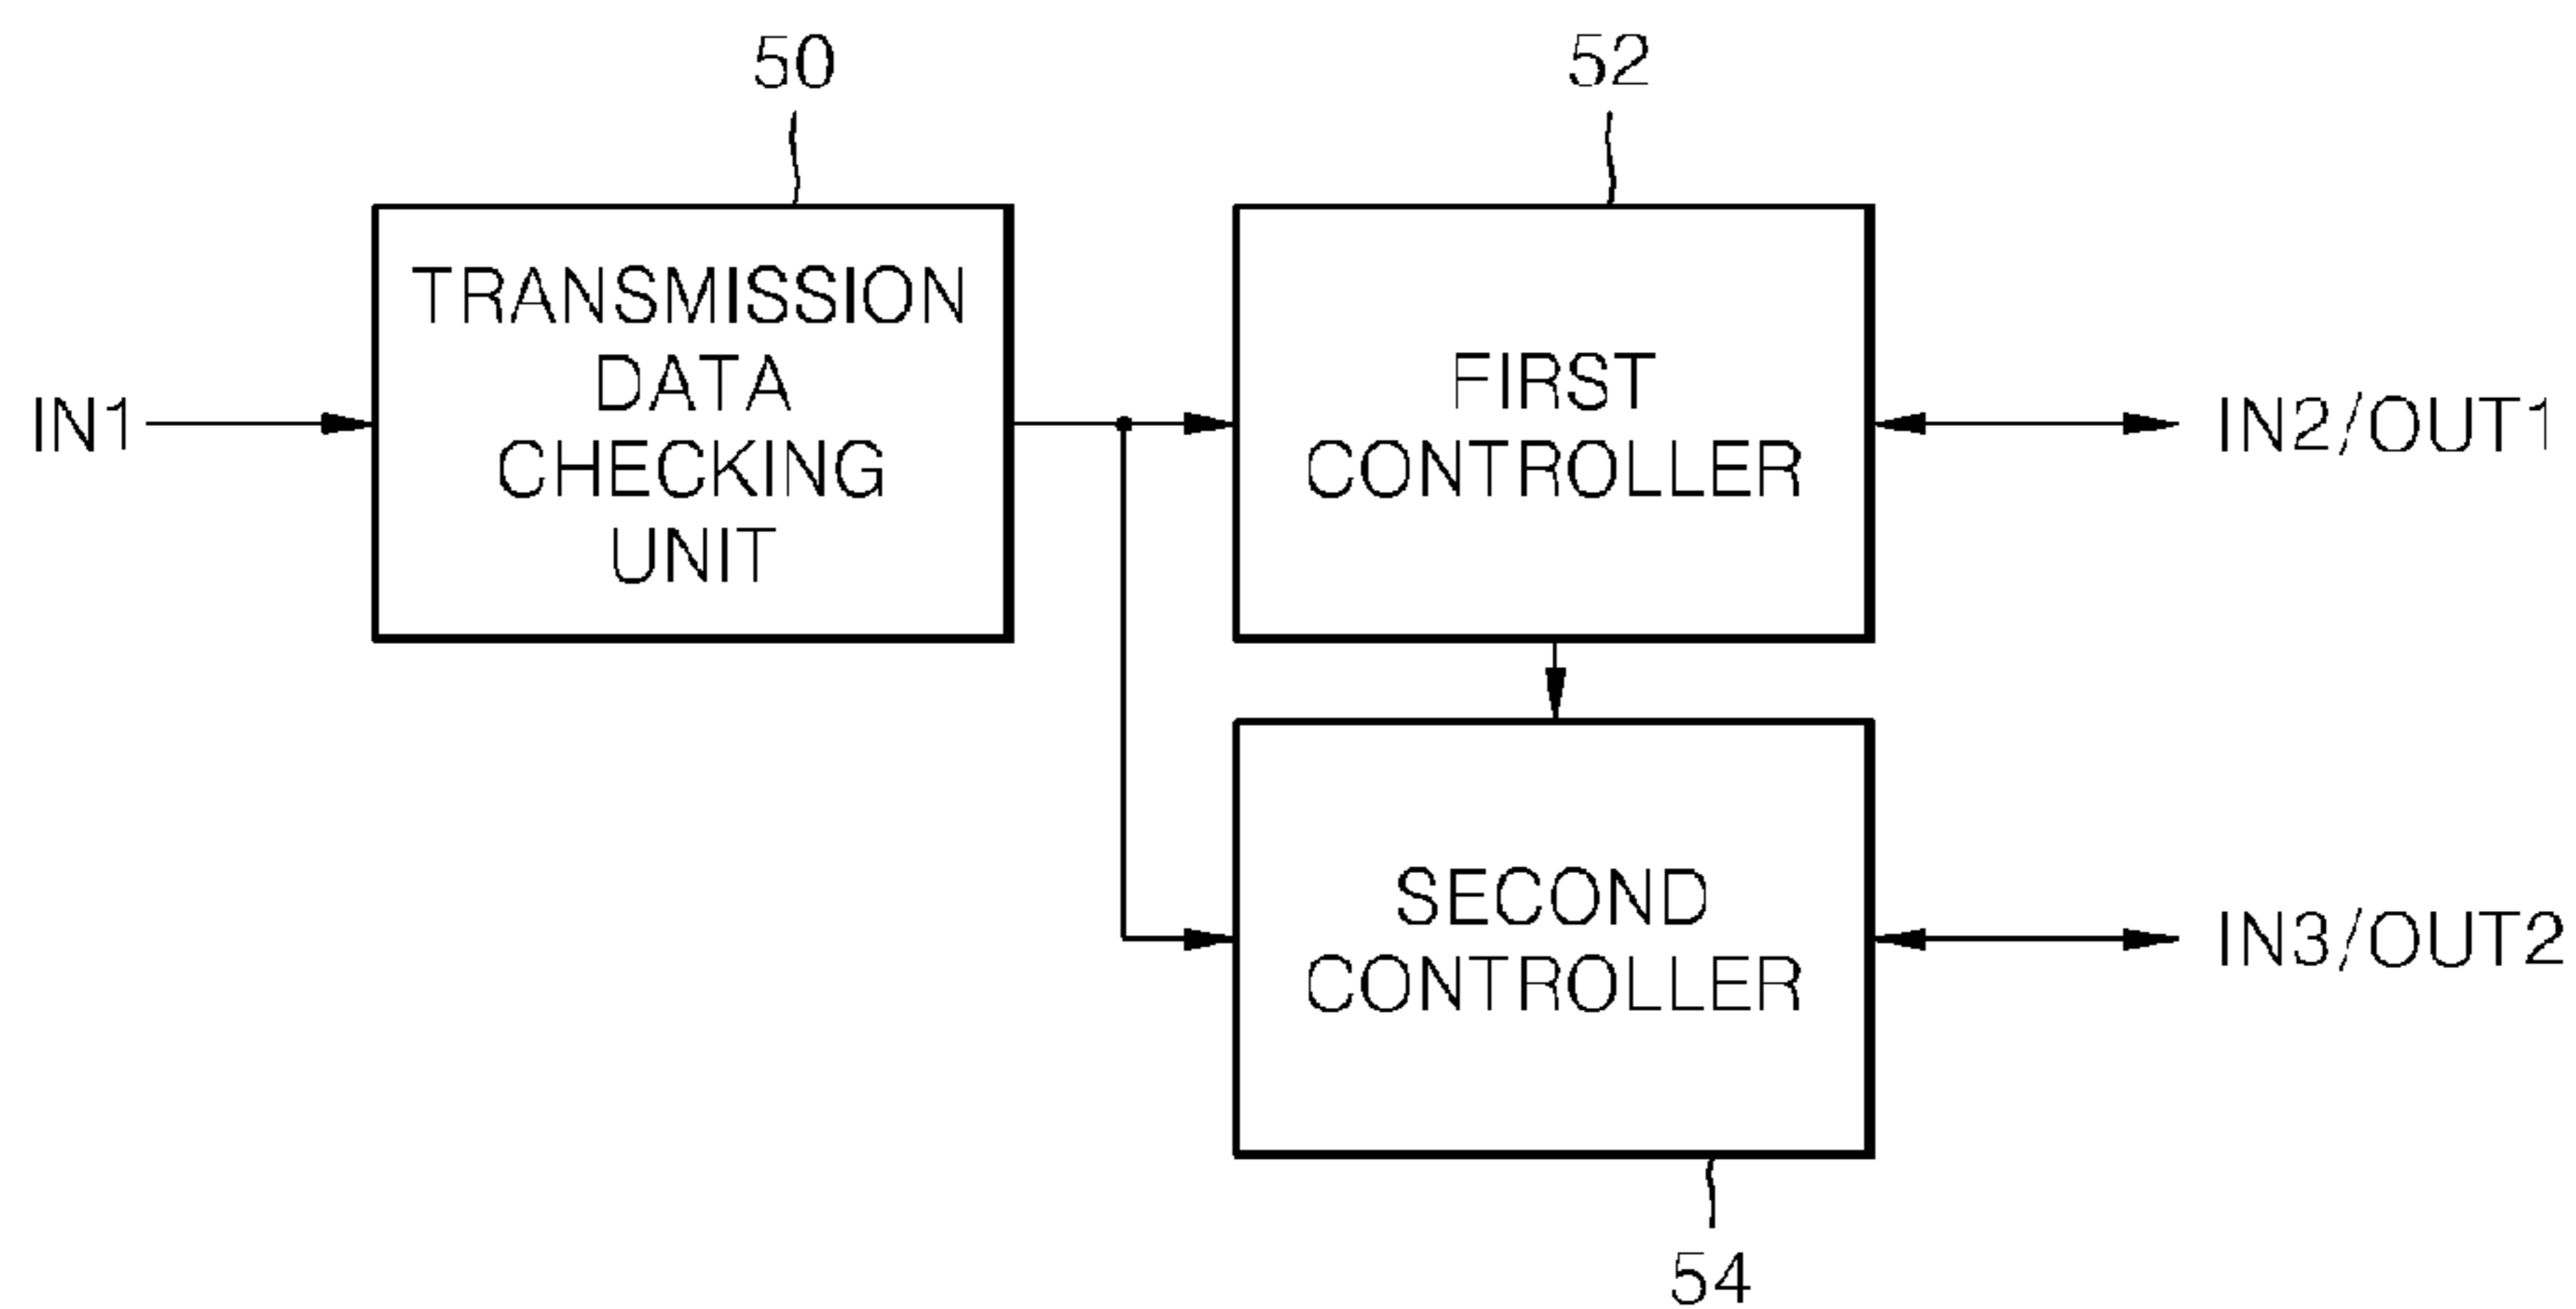 50
52
TRANSMISSION
DATA
CHECKING
UNIT
FIRST
CONTROLLER
IN1
IN2/OUT1
SECOND
CONTROLLER
IN3/OUT2
54